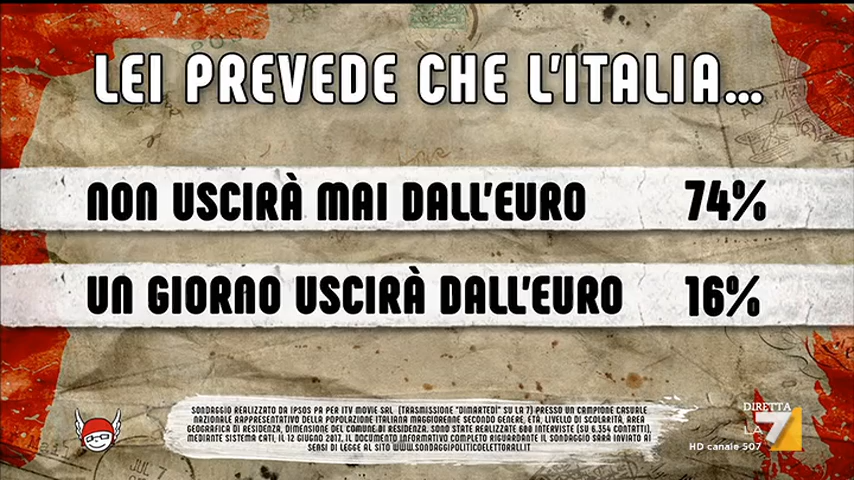 LEI PREVEDE CHE L'ITALIA...
NON USCIRÀ MAI DALL'EURO 74%
UN GIORNO USCIRÀ DALL'EURO 16%
SONDAGGIO REALIZZATO DA IPSOS PA PER ITV MOVIE SRL (TRASMISSIONE "DIMARTEDÌ" SU LA 7) PRESSO UN CAMPIONE CASUALE
NAZIONALE RAPPRESENTATIVO DELLA POPOLAZIONE ITALIANA MAGGIORENNE SECONDO GENERE, ETÀ, LIVELLO DI SCOLARITÀ, AREA
GEOGRAFICA DI RESIDENZA, DIMENSIONE DEL COMUNE DI RESIDENZA. SONO STATE REALIZZATE 600 INTERVISTE (SU 6.354 CONTATTI),
MEDIANTE SISTEMA CATI, IL 12 GIUGNO 2017. IL DOCUMENTO INFORMATIVO COMPLETO RIGUARDANTE IL SONDAGGIO SARÀ INVIATO AI
SENSI DI LEGGE AL SITO WWW.SONDAGGIPOLITICOELETTORALI.IT
DIRETTA
LA 7
HD canale 507